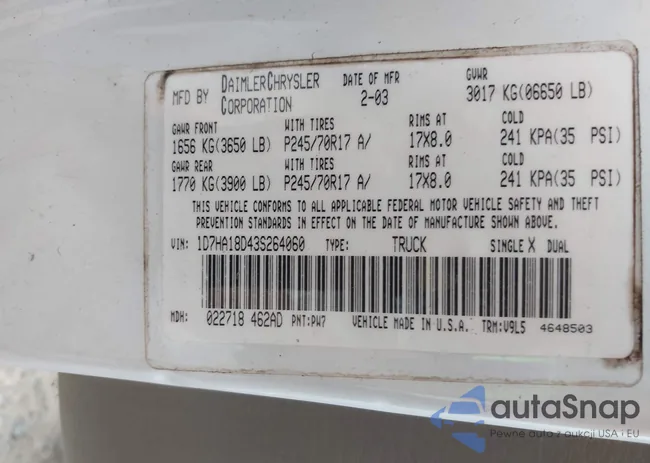 MFD BY DAIMLERCHRYSLER CORPORATION DATE OF MFR 2-03 GVWR 3017 KG(06650 LB)
GAWR FRONT WITH TIRES RIMS AT COLD
1656 KG(3650 LB) P245/70R17 A/ 17X8.0 241 KPA(35 PSI)
GAWR REAR WITH TIRES RIMS AT COLD
1770 KG(3900 LB) P245/70R17 A/ 17X8.0 241 KPA(35 PSI)
THIS VEHICLE CONFORMS TO ALL APPLICABLE FEDERAL MOTOR VEHICLE SAFETY AND THEFT
PREVENTION STANDARDS IN EFFECT ON THE DATE OF MANUFACTURE SHOWN ABOVE.
VIN: 1D7HA18D43S264060 TYPE: TRUCK SINGLE X DUAL
MDH: 022718 462AD PNT:PW7 VEHICLE MADE IN U.S.A. TRM:V9L5 4648503
autaSnap
Pewne auta z aukcji USA i EU